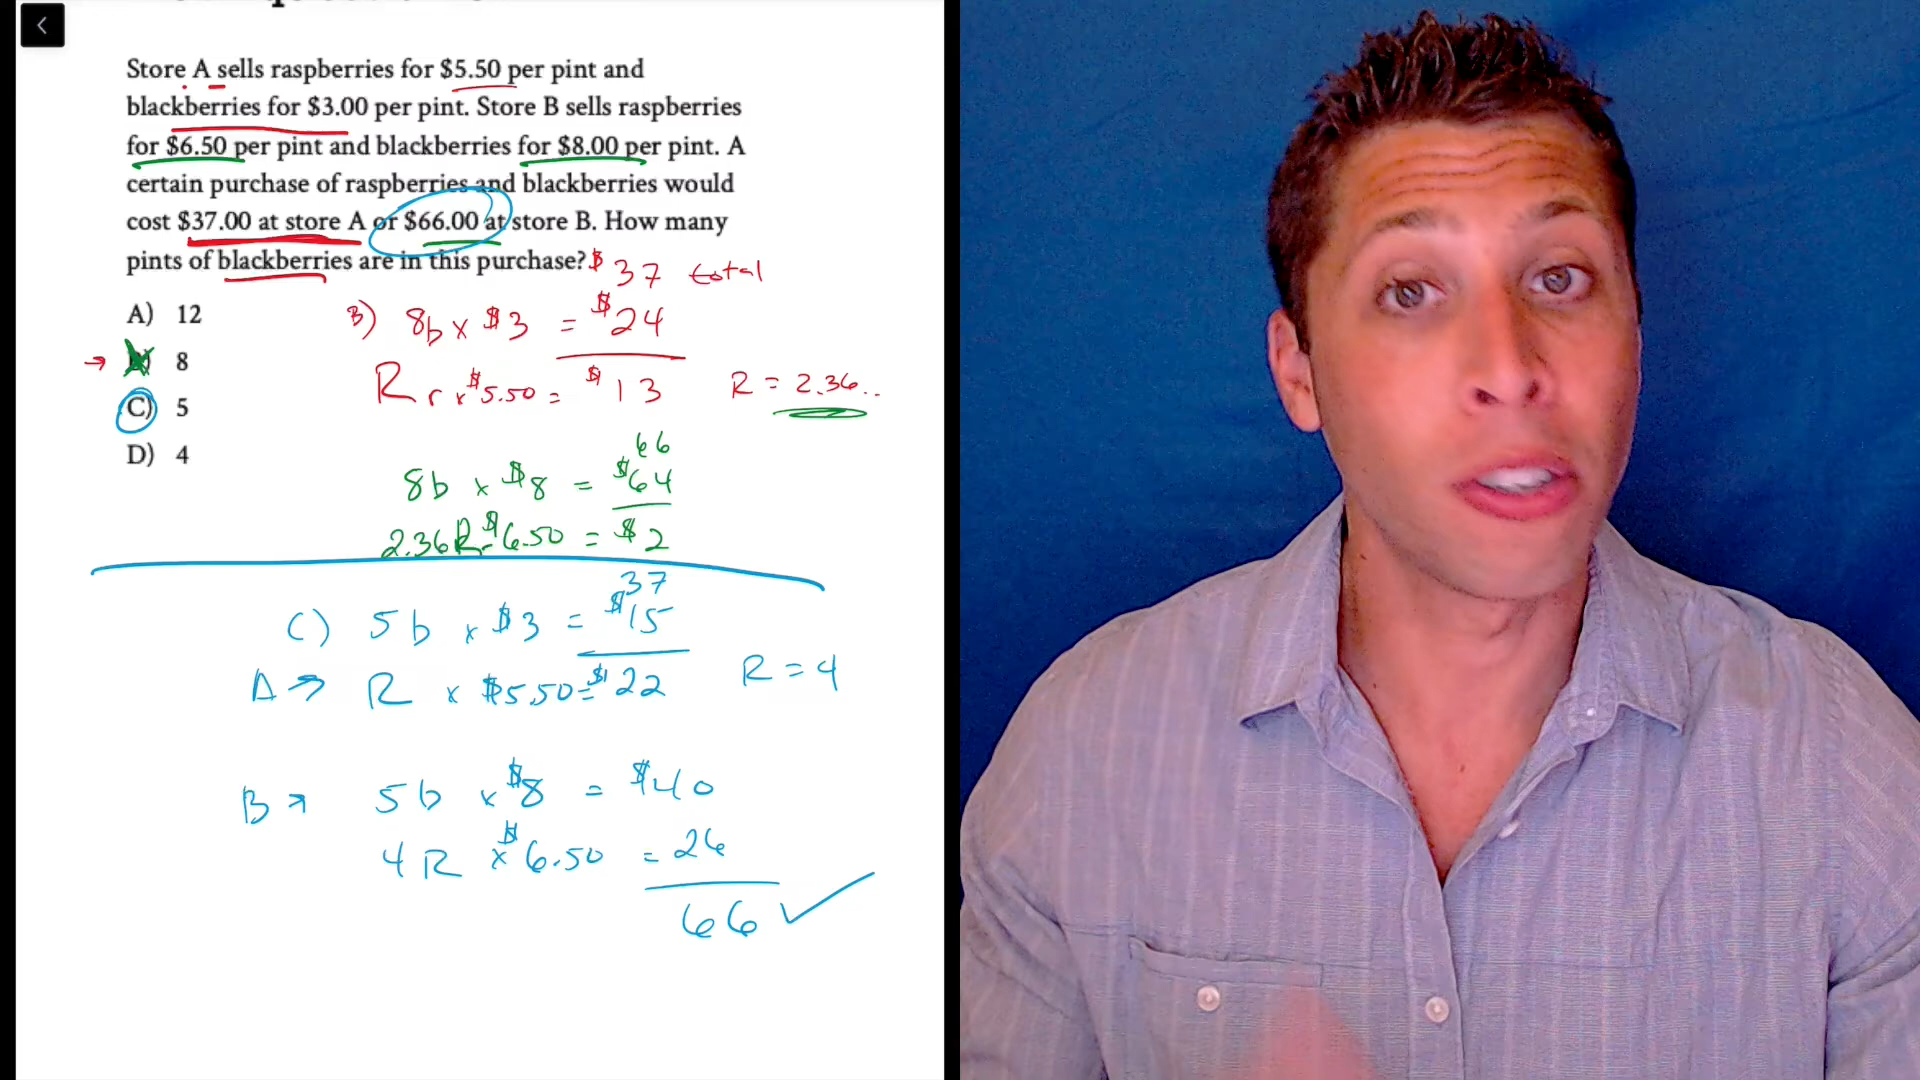 Store A sells raspberries for $5.50 per pint and
blackberries for $3.00 per pint. Store B sells raspberries
for $6.50 per pint and blackberries for $8.00 per pint. A
certain purchase of raspberries and blackberries would
cost $37.00 at store A or $66.00 at store B. How many
pints of blackberries are in this purchase?
$37 total
A) 12
B) 8b x $3 = $24
8
R r x $5.50 = $13 R = 2.36..
C) 5
D) 4
66
8b x $8 = $64
2.36R $6.50 = $2
37
C) 5b x $3 = $15
A → R x $5.50 = $22 R = 4
B → 5b x $8 = $40
4R x $6.50 = 26
66 ✓